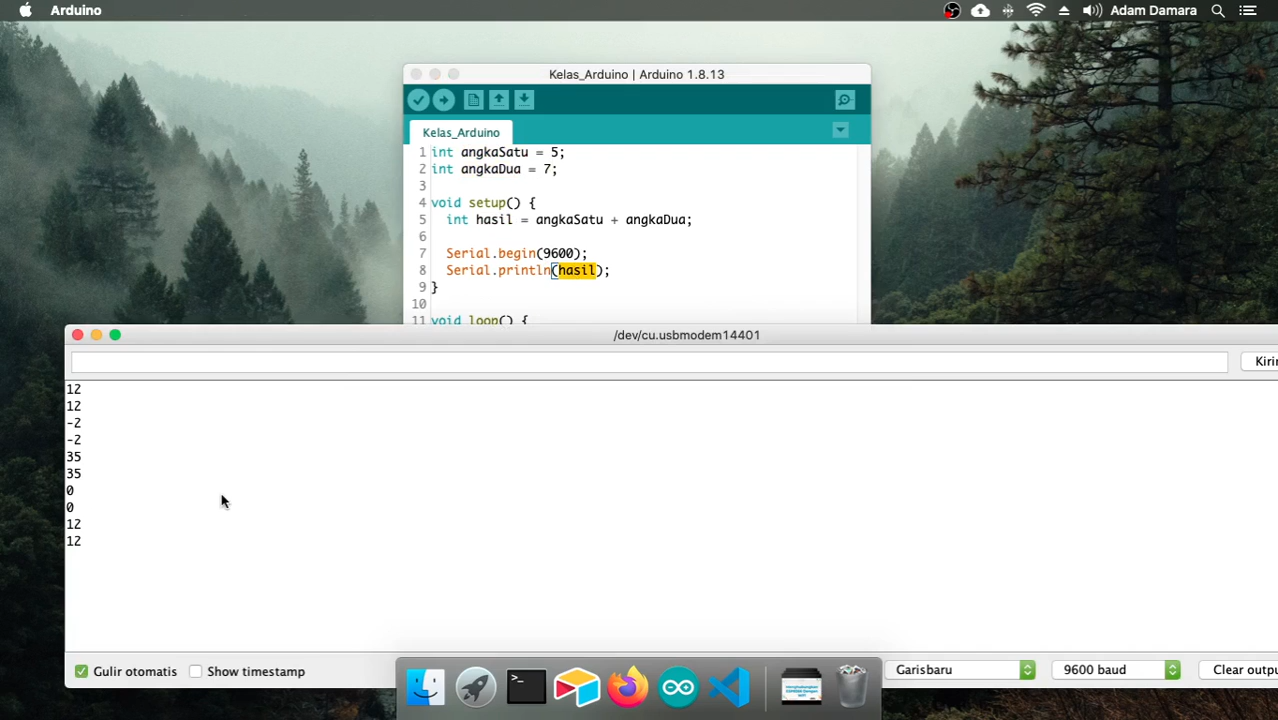 Arduino
Adam Damara
Kelas_Arduino | Arduino 1.8.13
Kelas_Arduino
1 int angkaSatu = 5;
2 int angkaDua = 7;
3
4 void setup() {
5 int hasil = angkaSatu + angkaDua;
6
7 Serial.begin(9600);
8 Serial.println(hasil);
9 }
10
11 void loop() {
/dev/cu.usbmodem14401
Kirin
12
12
-2
-2
35
35
0
0
12
12
Gulir otomatis
Show timestamp
Garisbaru
9600 baud
Clear outpu